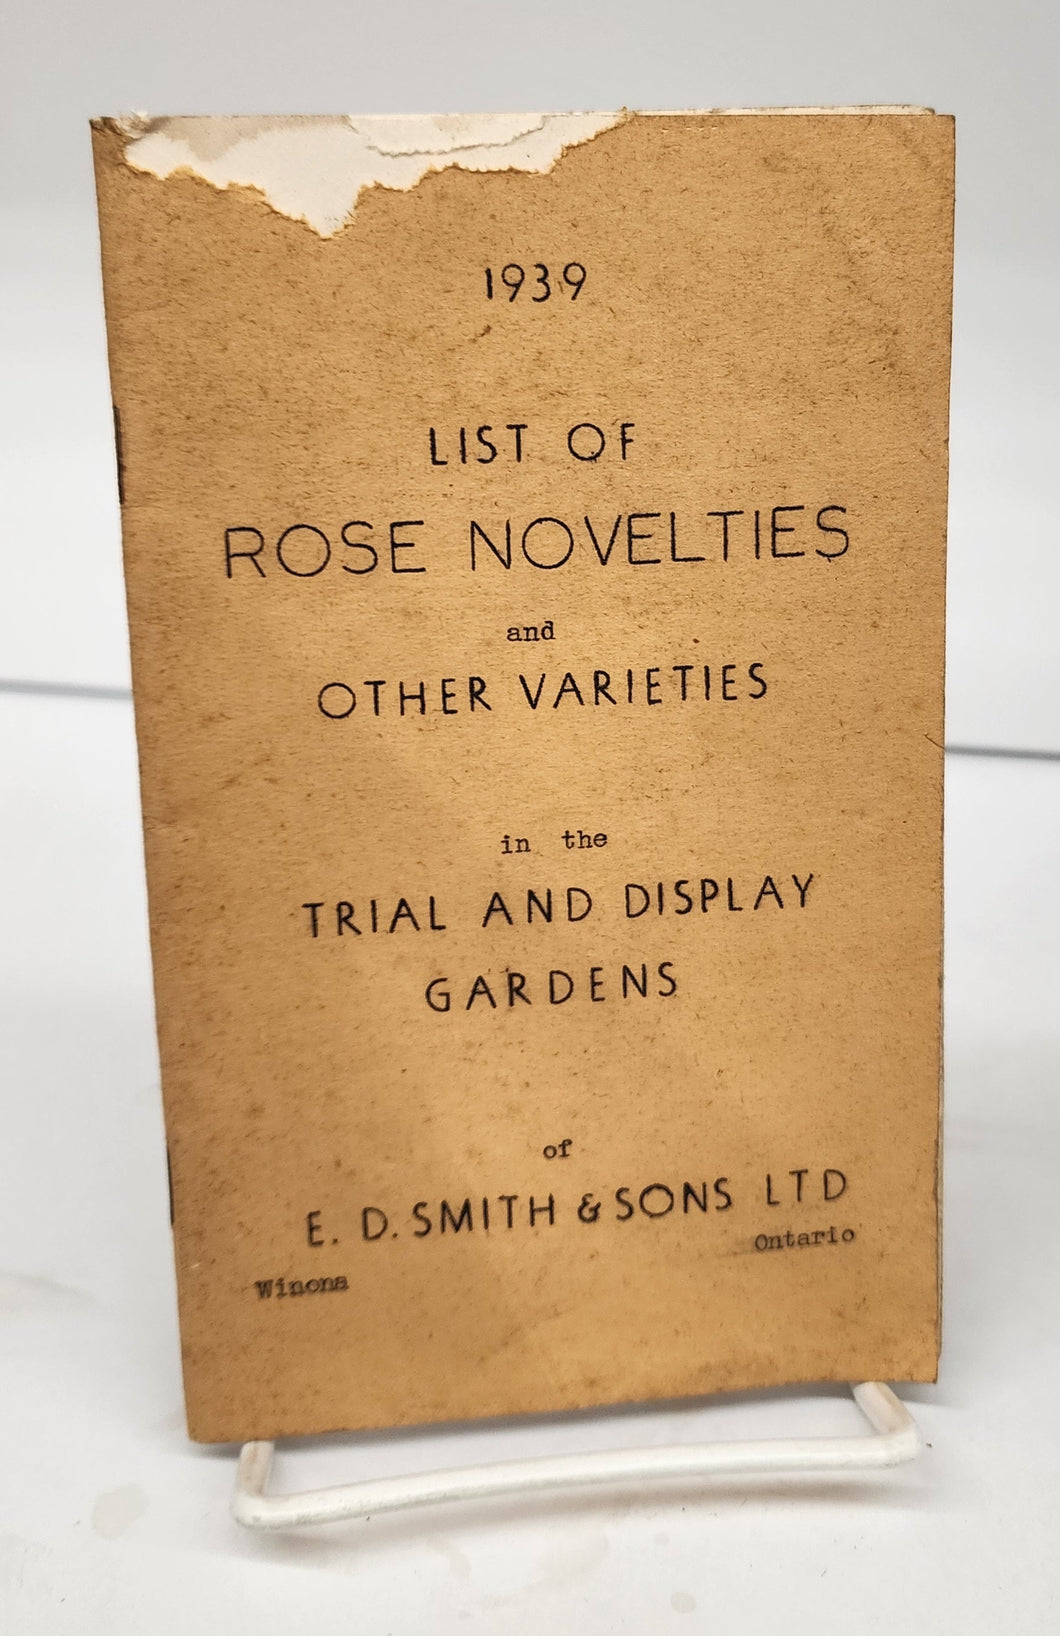 1939
LIST OF
ROSE NOVELTIES
and
OTHER VARIETIES
in the
TRIAL AND DISPLAY
GARDENS
of
E. D. SMITH & SONS LTD
Winona Ontario